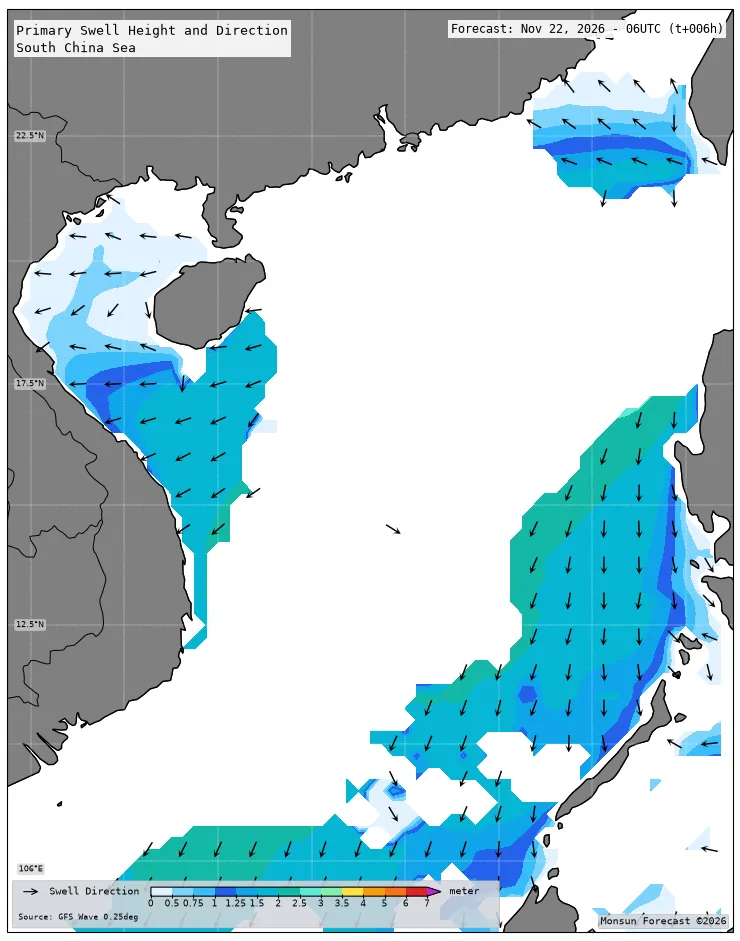 Primary Swell Height and Direction
South China Sea
Forecast: Nov 22, 2026 - 06UTC (t+006h)
22.5°N
17.5°N
12.5°N
106°E
Swell Direction
0 0.5 0.75 1 1.25 1.5 2 2.5 3 3.5 4 5 6 7 meter
Source: GFS Wave 0.25deg
Monsun Forecast ©2026